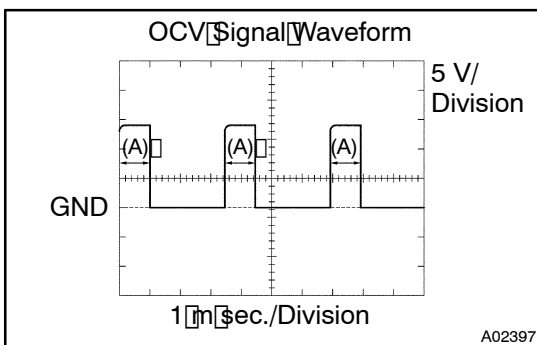 OCV▯Signal▯Waveform
5 V/
Division
(A)▯ (A)▯ (A)
GND
1▯m▯sec./Division
A02397